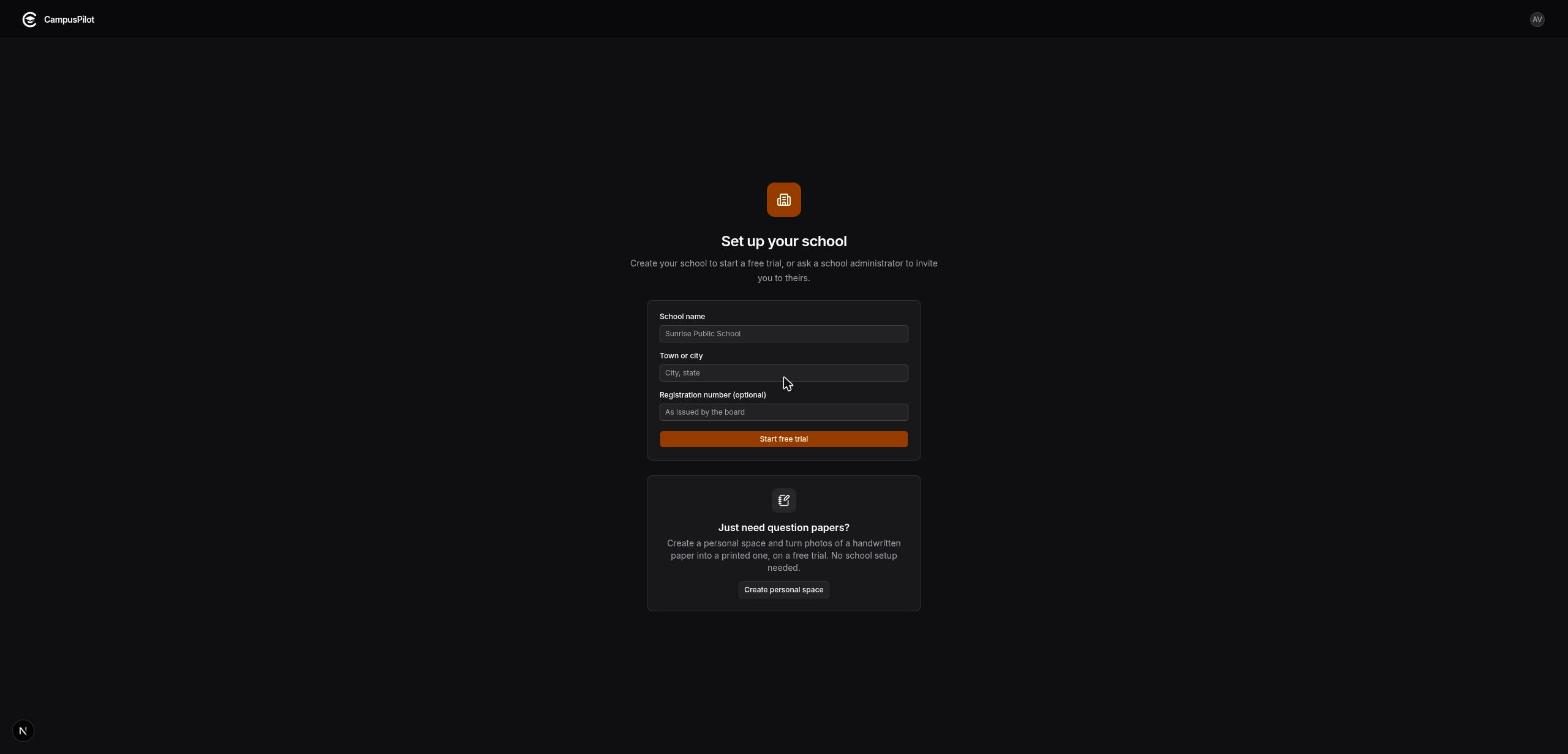 CampusPilot
AV
Set up your school
Create your school to start a free trial, or ask a school administrator to invite
you to theirs.
School name
Sunrise Public School
Town or city
City, state
Registration number (optional)
As issued by the board
Start free trial
Just need question papers?
Create a personal space and turn photos of a handwritten
paper into a printed one, on a free trial. No school setup
needed.
Create personal space
N